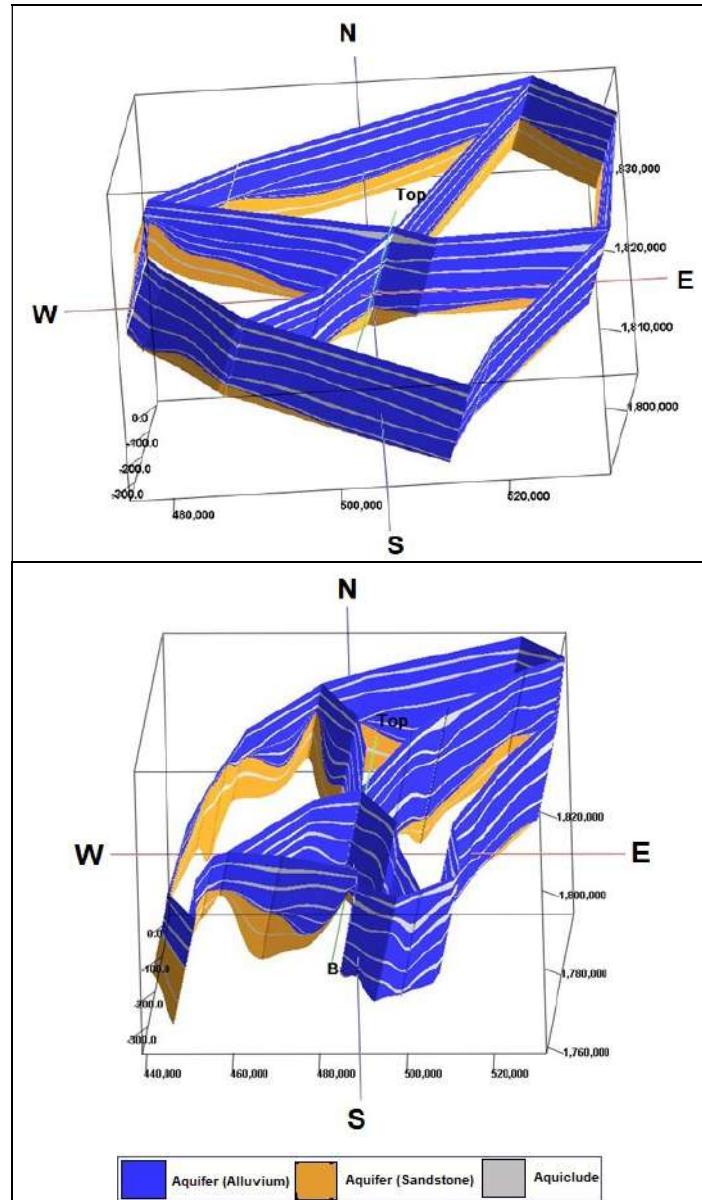 N
Top
1,830,000
1,820,000
E
W
1,810,000
1,800,000
0.0
-100.0
-200.0
-300.0
480,000
500,000
520,000
S
N
Top
1,820,000
W
E
1,800,000
0.0
-100.0
B
1,780,000
-200.0
-300.0
1,760,000
440,000
460,000
480,000
500,000
520,000
S
Aquifer (Alluvium)
Aquifer (Sandstone)
Aquiclude